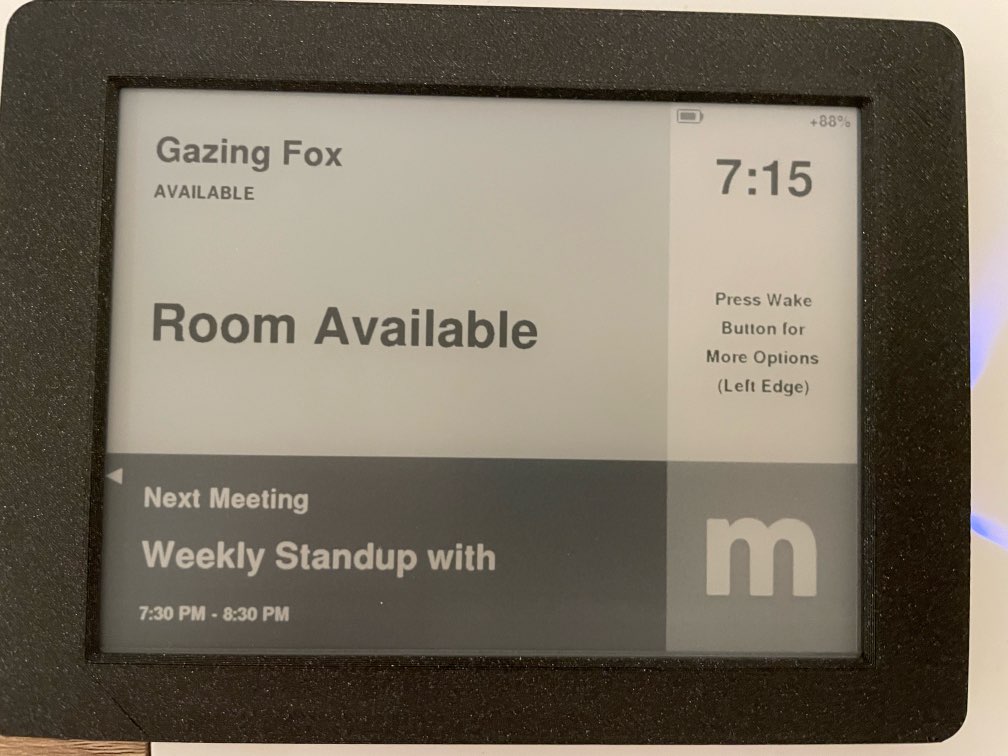 Gazing Fox
AVAILABLE
Room Available
Next Meeting
Weekly Standup with
7:30 PM - 8:30 PM
+88%
7:15
Press Wake
Button for
More Options
(Left Edge)
m